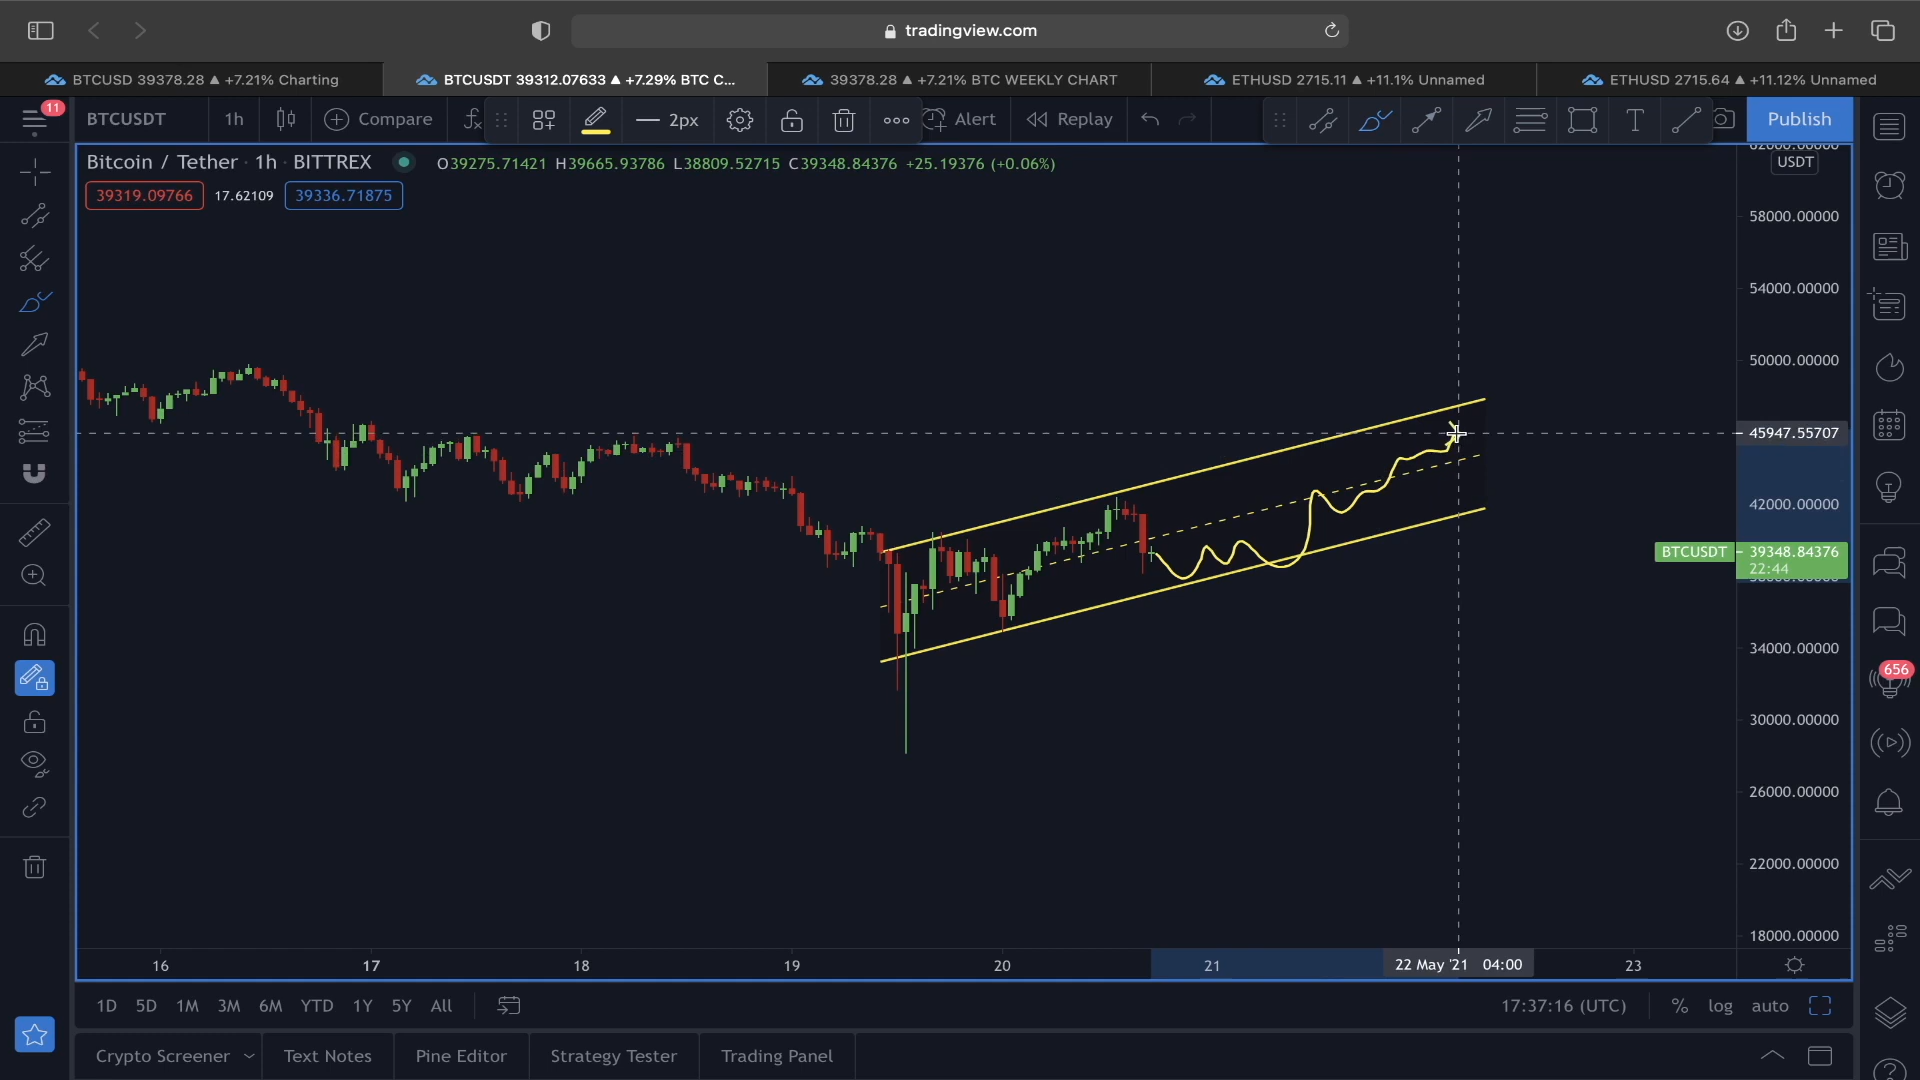 tradingview.com
BTCUSD 39378.28 ▲ +7.21% Charting
BTCUSDT 39312.07633 ▲ +7.29% BTC C...
39378.28 ▲ +7.21% BTC WEEKLY CHART
ETHUSD 2715.11 ▲ +11.1% Unnamed
ETHUSD 2715.64 ▲ +11.12% Unnamed
11
BTCUSDT 1h Compare fx 2px Alert Replay T Publish
Bitcoin / Tether · 1h · BITTREX O39275.71421 H39665.93786 L38809.52715 C39348.84376 +25.19376 (+0.06%)
39319.09766 17.62109 39336.71875
USDT
58000.00000
54000.00000
50000.00000
45947.55707
42000.00000
BTCUSDT 39348.84376
22:44
34000.00000
656
30000.00000
26000.00000
22000.00000
18000.00000
16 17 18 19 20 21 22 May '21 04:00 23
1D 5D 1M 3M 6M YTD 1Y 5Y All 17:37:16 (UTC) % log auto
Crypto Screener Text Notes Pine Editor Strategy Tester Trading Panel